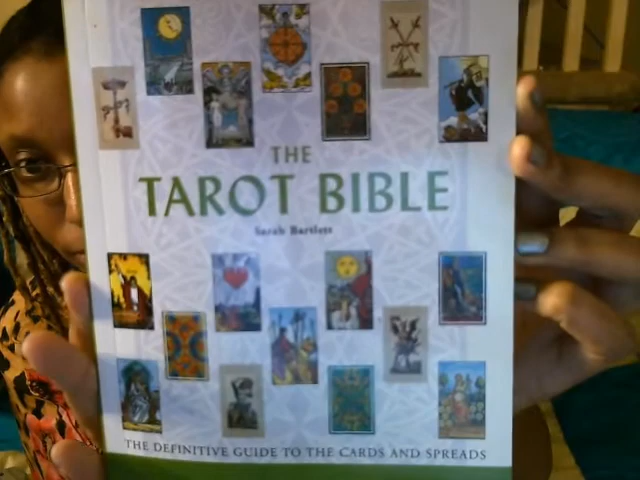 THE
TAROT BIBLE
Sarah Bartlett
THE DEFINITIVE GUIDE TO THE CARDS AND SPREADS